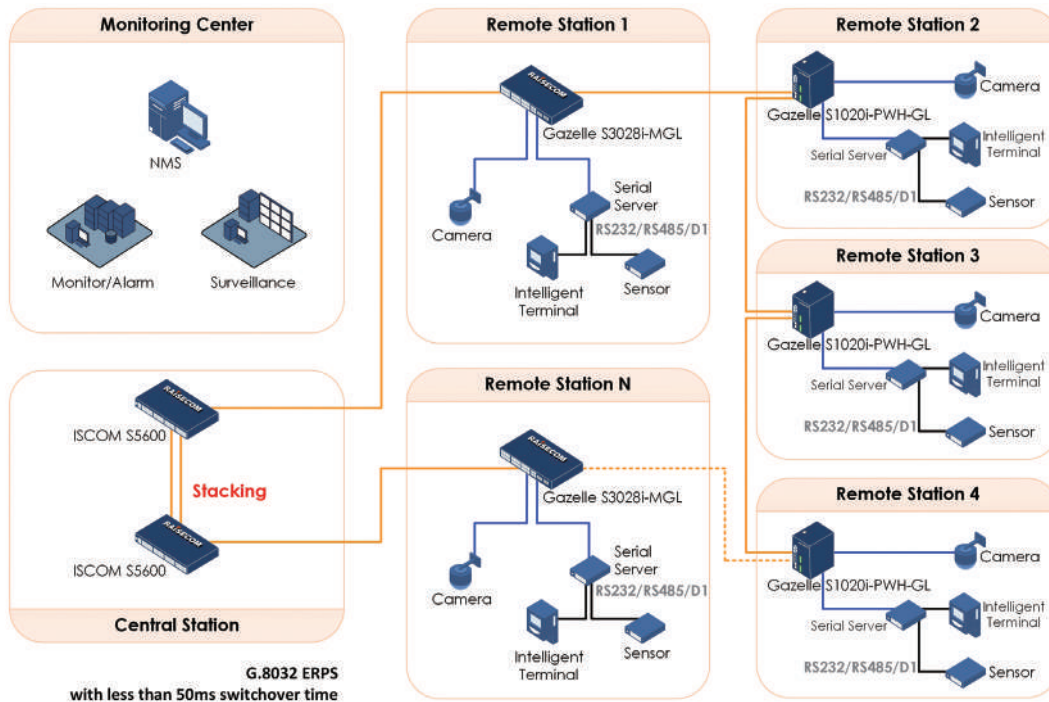 Monitoring Center
NMS
Monitor/Alarm
Surveillance
RAISECOM
ISCOM S5600
Stacking
RAISECOM
ISCOM S5600
Central Station
G.8032 ERPS
with less than 50ms switchover time
Remote Station 1
RAISECOM
Gazelle S3028i-MGL
Camera
Serial
Server
RS232/RS485/D1
Intelligent
Terminal
Sensor
Remote Station N
RAISECOM
Gazelle S3028i-MGL
Camera
Serial
Server
RS232/RS485/D1
Intelligent
Terminal
Sensor
Remote Station 2
Camera
Gazelle S1020i-PWH-GL
Serial Server
Intelligent
Terminal
RS232/RS485/D1
Sensor
Remote Station 3
Camera
Gazelle S1020i-PWH-GL
Serial Server
Intelligent
Terminal
RS232/RS485/D1
Sensor
Remote Station 4
Camera
Gazelle S1020i-PWH-GL
Serial Server
Intelligent
Terminal
RS232/RS485/D1
Sensor